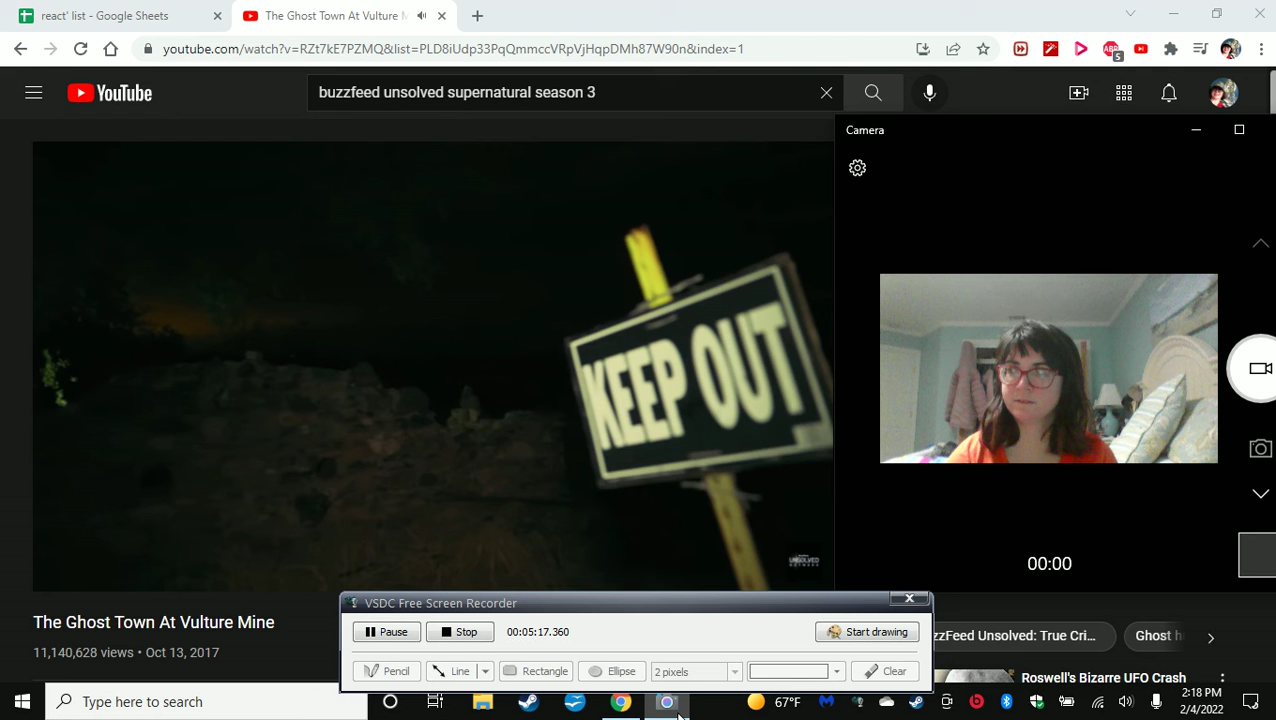 react' list - Google Sheets
The Ghost Town At Vulture M
youtube.com/watch?v=RZt7kE7PZMQ&list=PLD8iUdp33PqQmmccVRpVjHqpDMh87W90n&index=1
5
YouTube
buzzfeed unsolved supernatural season 3
Camera
KEEP OUT
UNSOLVED
NETWORK
00:00
VSDC Free Screen Recorder
Pause
Stop
00:05:17.360
Start drawing
Pencil
Line
Rectangle
Ellipse
2 pixels
Clear
The Ghost Town At Vulture Mine
11,140,628 views • Oct 13, 2017
zzFeed Unsolved: True Cri...
Ghost h
Roswell's Bizarre UFO Crash
Type here to search
67°F
2:18 PM
2/4/2022